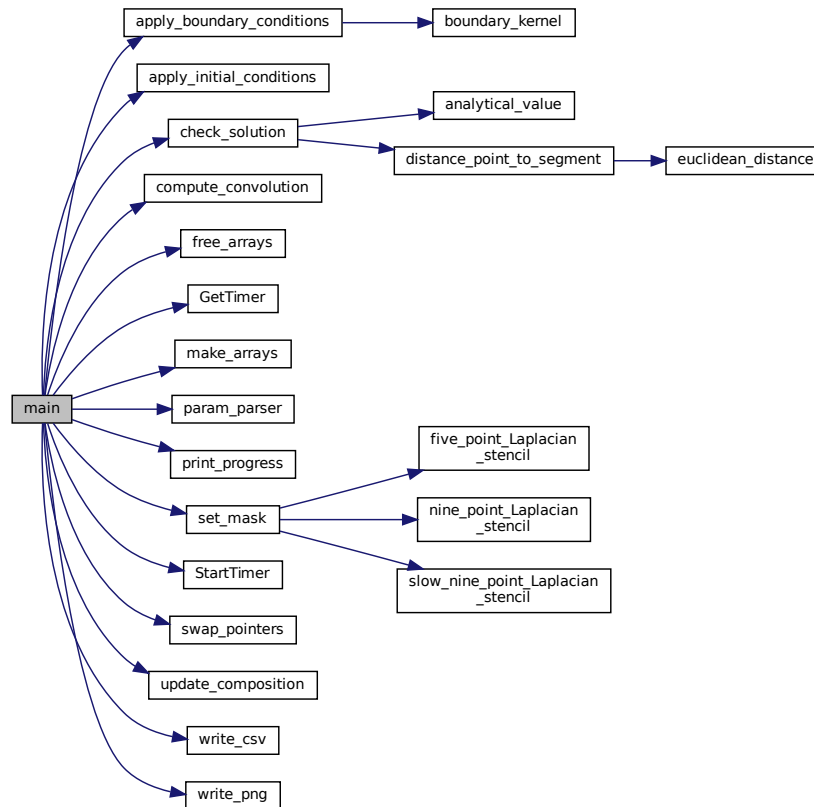 apply_boundary_conditions
boundary_kernel
apply_initial_conditions
analytical_value
check_solution
distance_point_to_segment
euclidean_distance
compute_convolution
free_arrays
GetTimer
make_arrays
main
param_parser
print_progress
five_point_Laplacian
_stencil
set_mask
nine_point_Laplacian
_stencil
slow_nine_point_Laplacian
_stencil
StartTimer
swap_pointers
update_composition
write_csv
write_png